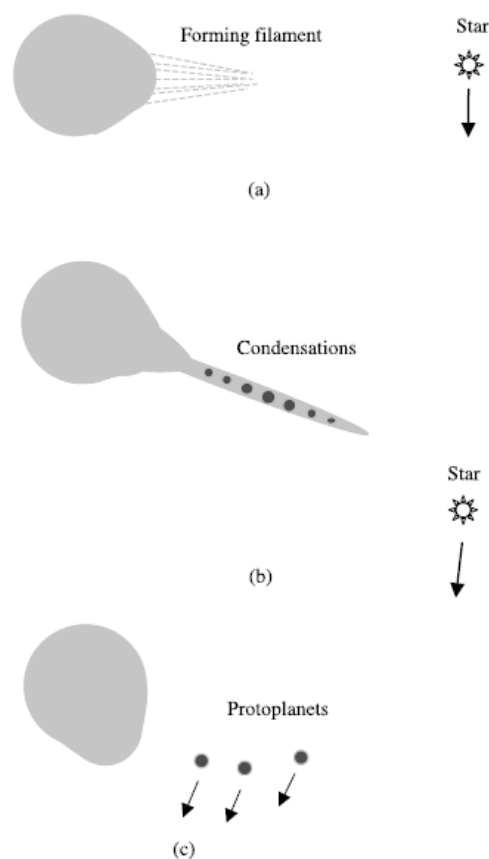 Forming filament
Star
(a)
Condensations
Star
(b)
Protoplanets
(c)